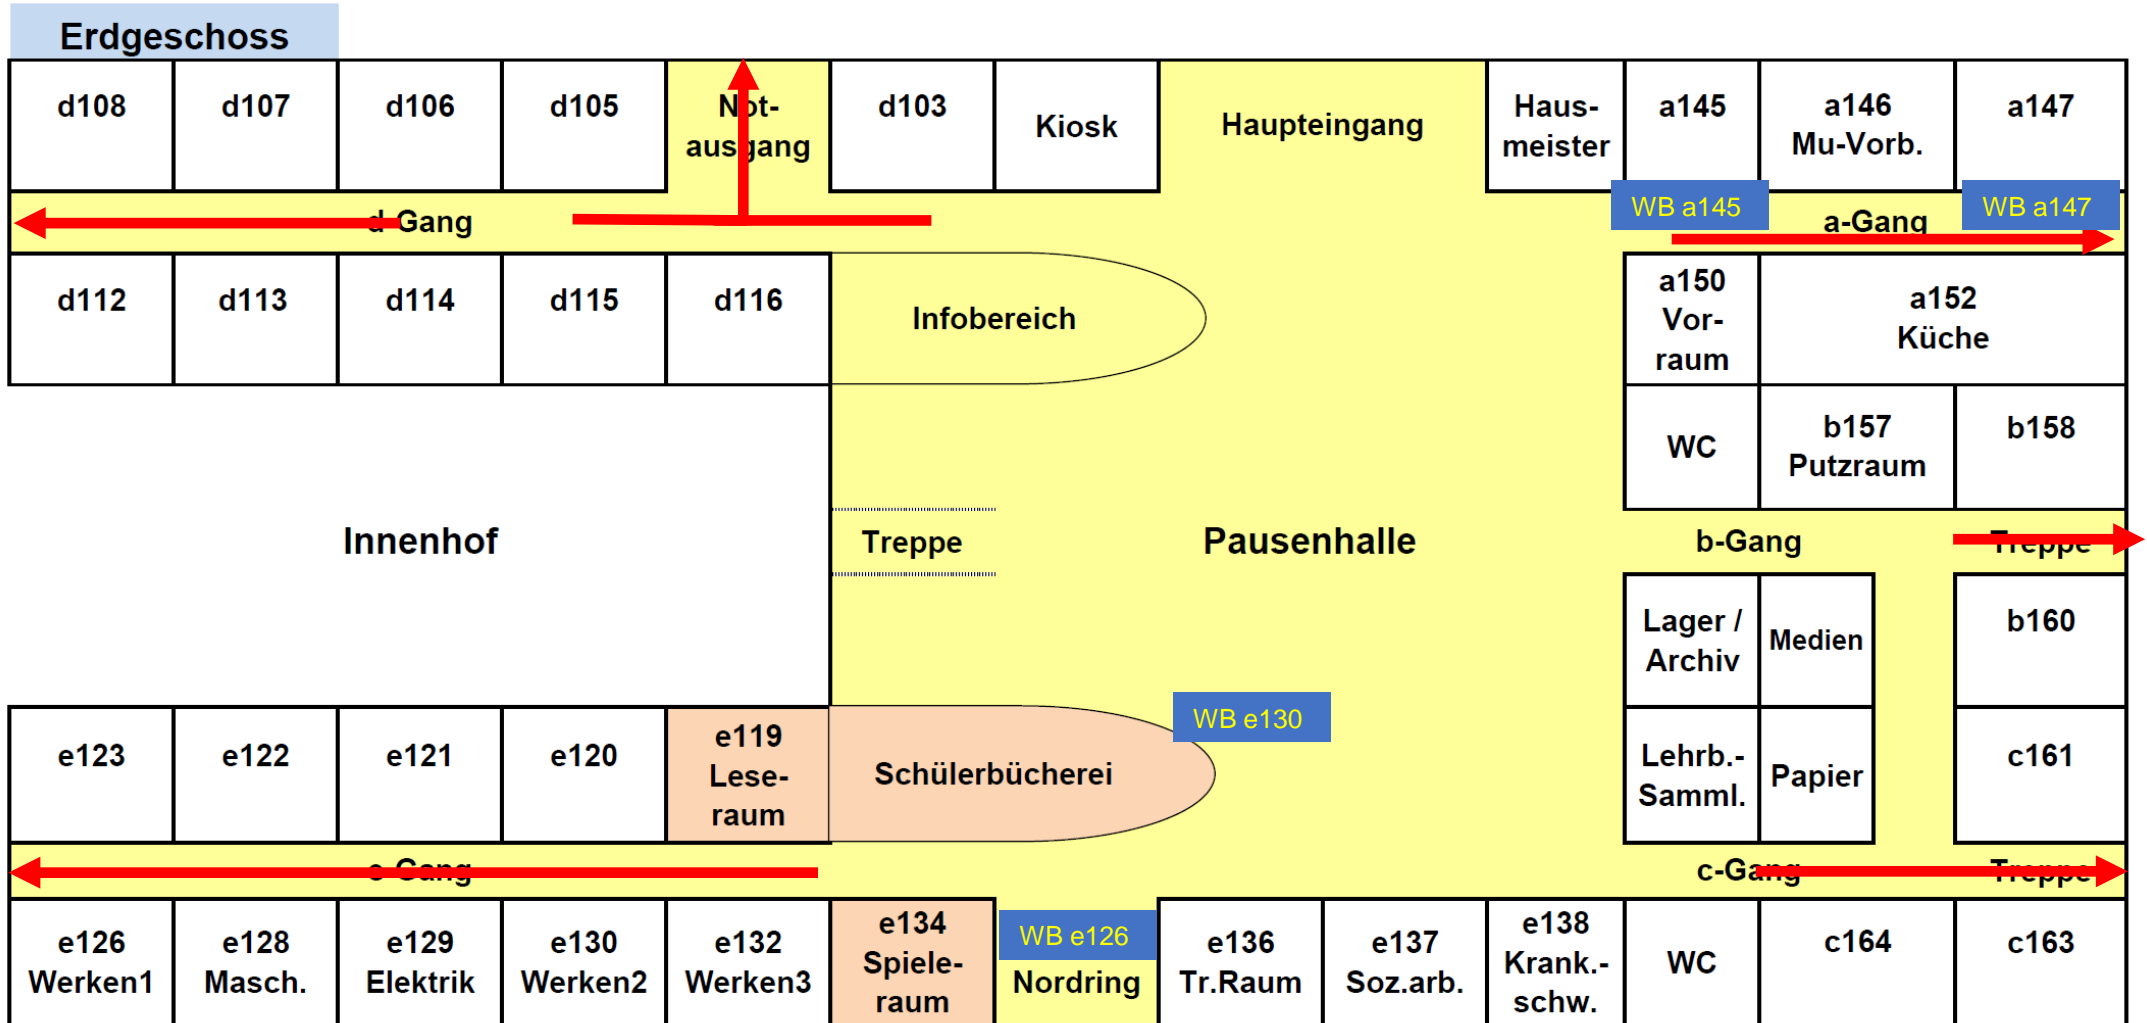 Erdgeschoss
d108
d107
d106
d105
Not-
ausgang
d103
Kiosk
Haupteingang
Haus-
meister
a145
a146
Mu-Vorb.
a147
d-Gang
WB a145
a-Gang
WB a147
d112
d113
d114
d115
d116
Infobereich
a150
Vor-
raum
a152
Küche
WC
b157
Putzraum
b158
Innenhof
Treppe
Pausenhalle
b-Gang
Treppe
Lager /
Archiv
Medien
b160
WB e130
e123
e122
e121
e120
e119
Lese-
raum
Schülerbücherei
Lehrb.-
Samml.
Papier
c161
e-Gang
c-Gang
Treppe
e126
Werken1
e128
Masch.
e129
Elektrik
e130
Werken2
e132
Werken3
e134
Spiele-
raum
WB e126
Nordring
e136
Tr.Raum
e137
Soz.arb.
e138
Krank.-
schw.
WC
c164
c163